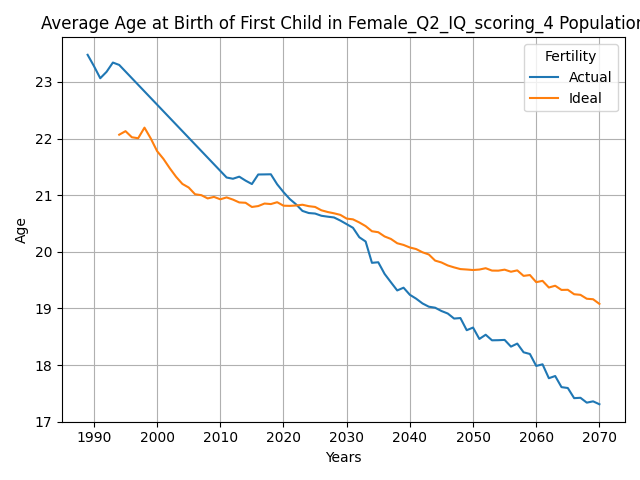 Average Age at Birth of First Child in Female_Q2_IQ_scoring_4 Population
Fertility
Actual
Ideal
23
22
21
20
19
18
17
Age
1990
2000
2010
2020
2030
2040
2050
2060
2070
Years